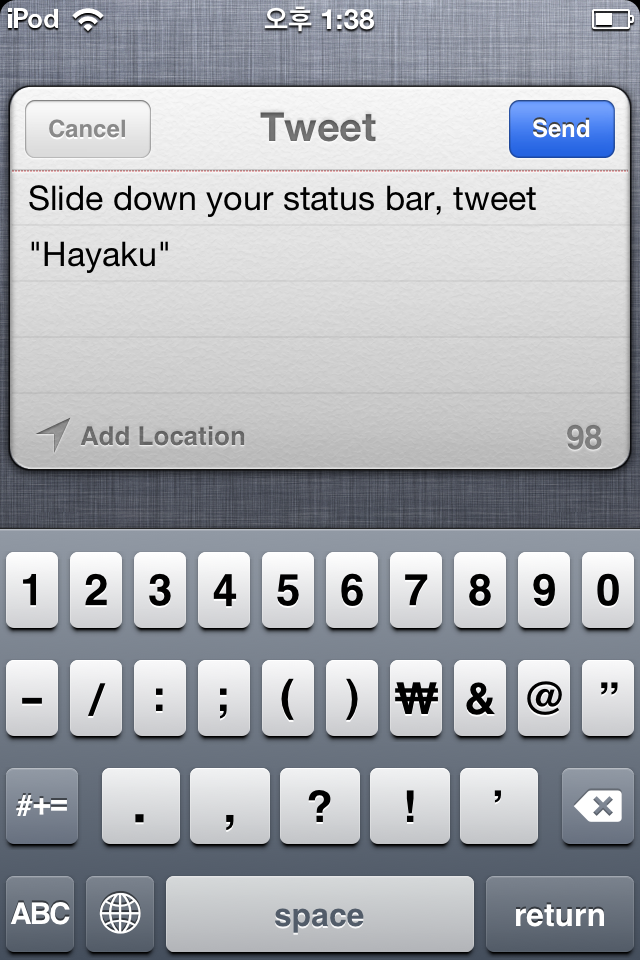 iPod 오후 1:38
Cancel Tweet Send
Slide down your status bar, tweet
"Hayaku"
Add Location 98
1 2 3 4 5 6 7 8 9 0
- / : ; ( ) ₩ & @ ”
#+= . , ? ! ’
ABC space return